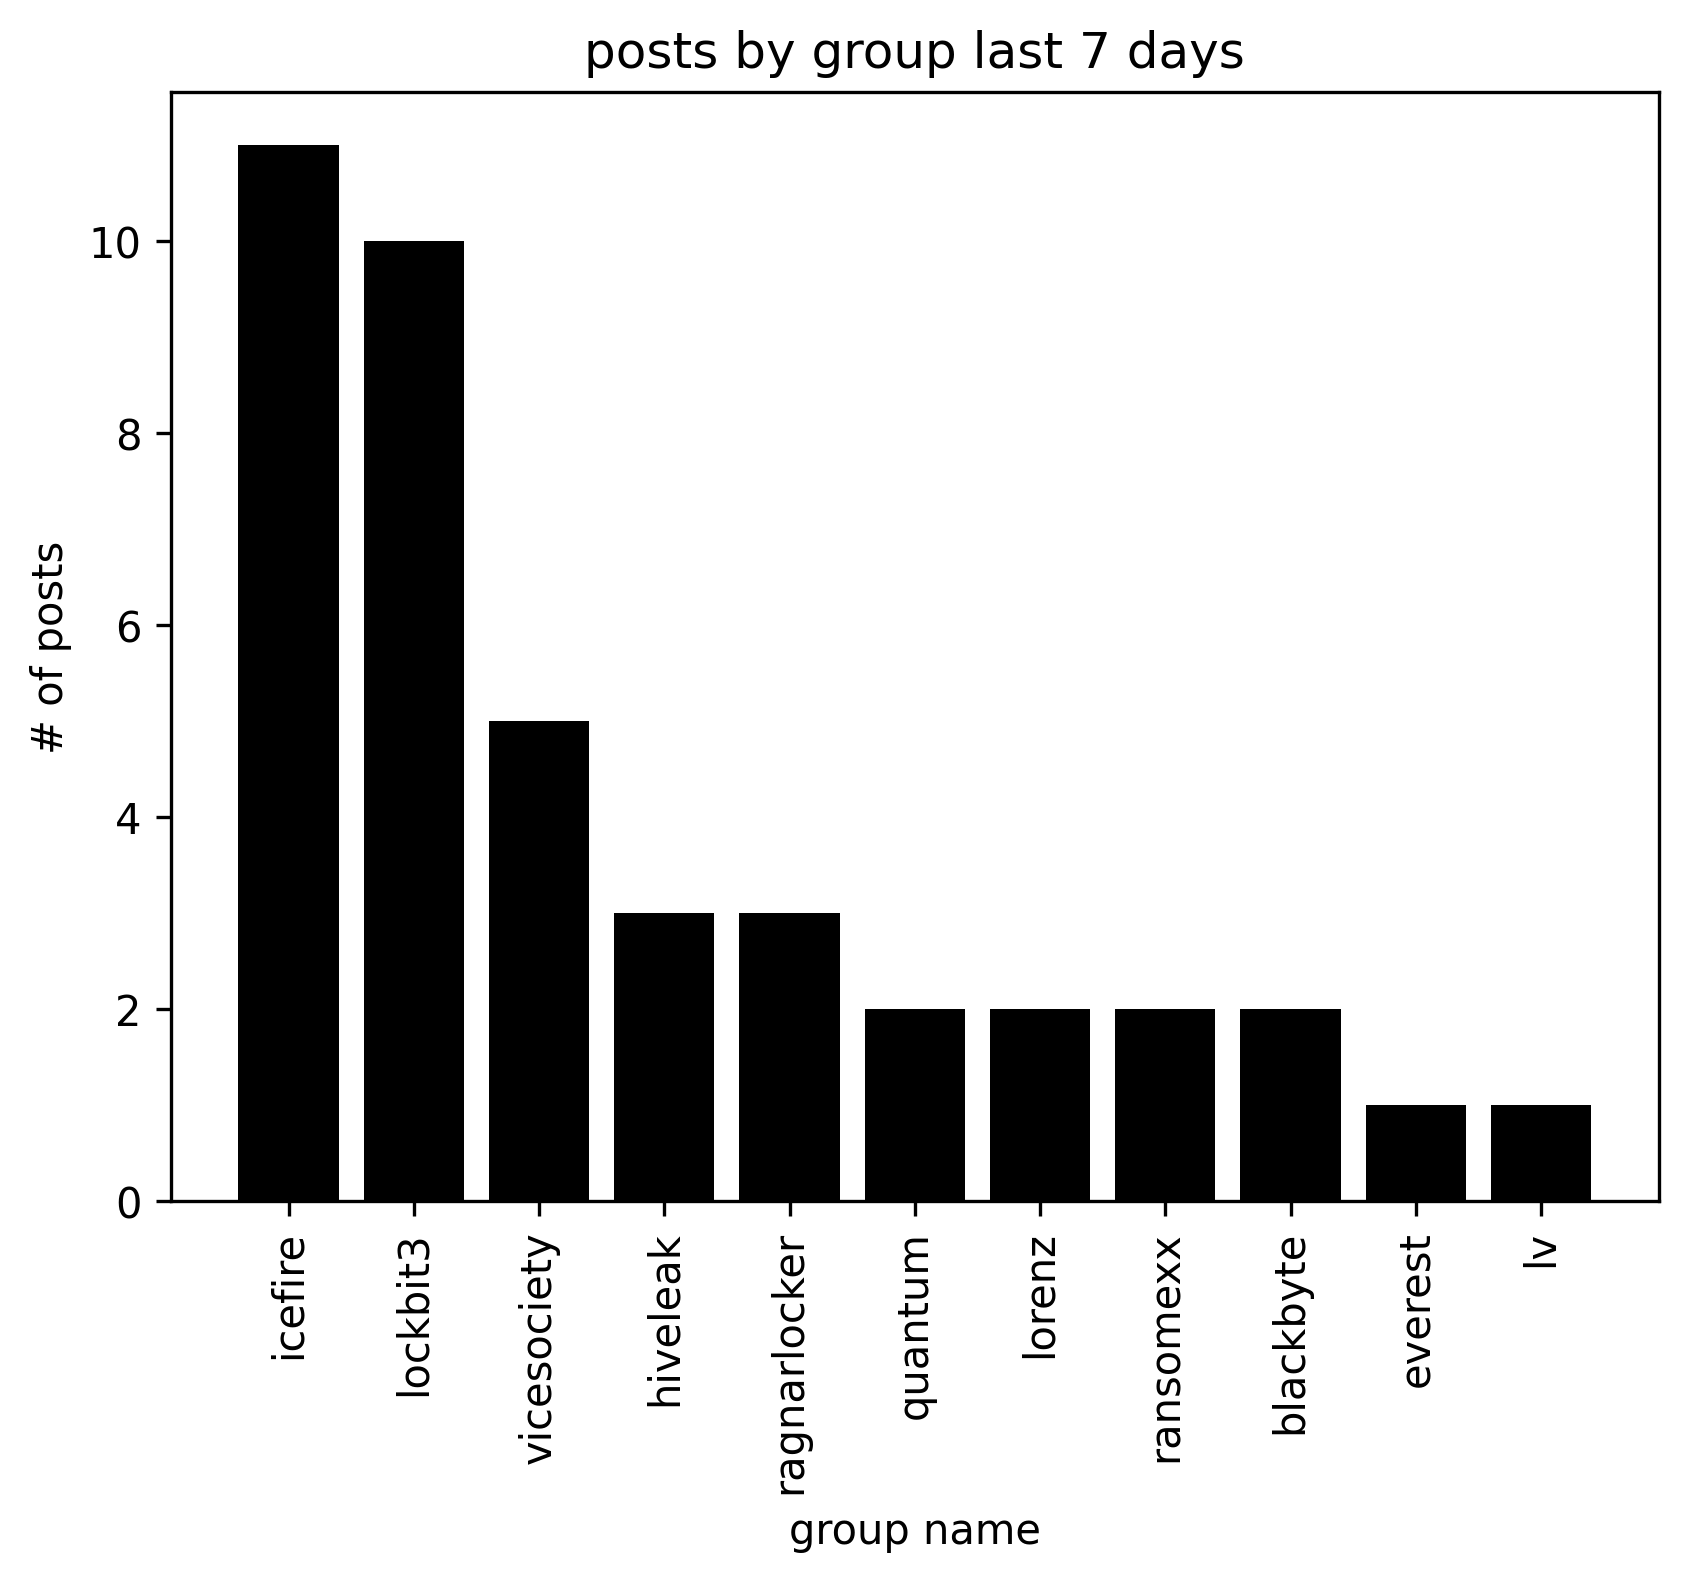 posts by group last 7 days
# of posts
10
8
6
4
2
0
icefire
lockbit3
vicesociety
hiveleak
ragnarlocker
quantum
lorenz
ransomexx
blackbyte
everest
lv
group name